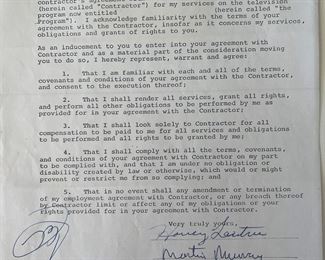 contractor's
(herein called "Contractor") for my services on the television
program now entitled (herein called "the
Program"). I acknowledge familiarity with the terms of your
agreement with the Contractor, insofar as it concerns my services,
obligations and grants of rights to you.
As an inducement to you to enter into your agreement with
Contractor and as a material part of the consideration moving
you to do so, I hereby represent, warrant and agree:
1. That I am familiar with each and all of the terms,
covenants and conditions of your agreement with the Contractor,
and consent to the execution thereof;
2. That I shall render all services, grant all rights,
and perform all other obligations to be performed by me as
provided for in your agreement with the Contractor;
3. That I shall look solely to Contractor for all
compensation to be paid to me for all services and obligations
to be performed and all rights to be granted by me;
4. That I shall comply with all the terms, covenants,
and conditions of your agreement with Contractor on my part
to be complied with, and that I am under no obligation or
disability created by law or otherwise, which would or might
prevent or restrict me from so complying; and
5. That in no event shall any amendment or termination
of my employment agreement with Contractor, or any breach thereof
by Contractor limit or affect any of my obligations or your
rights provided for in your agreement with Contractor.
Very truly yours,
Martin Murray